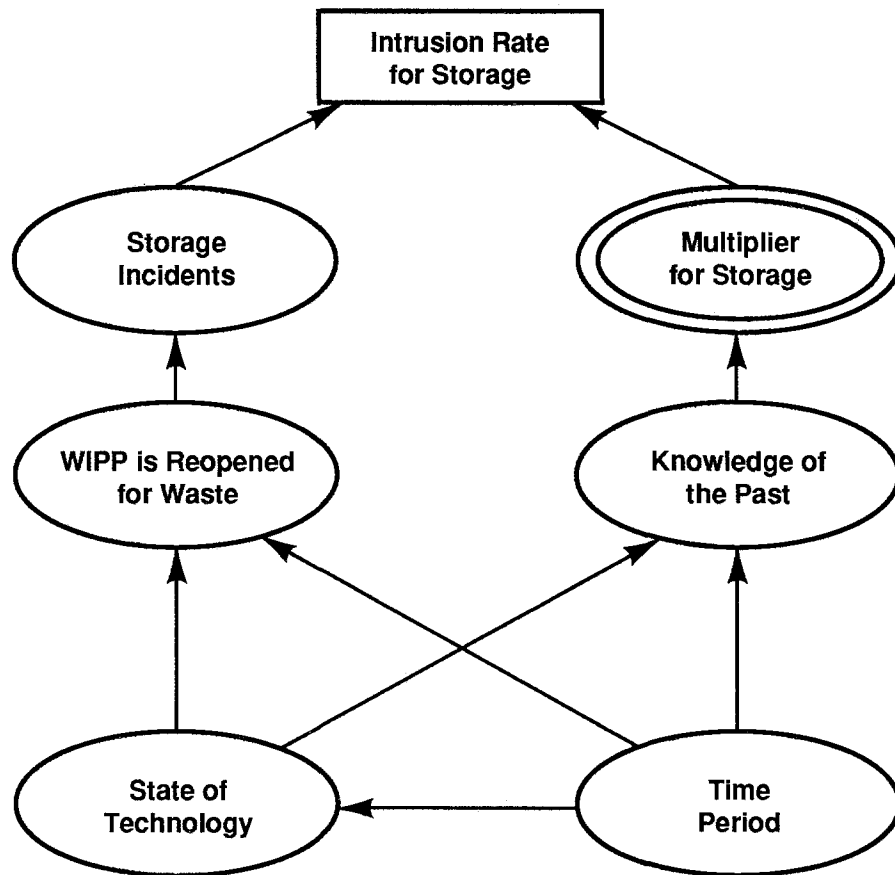 Intrusion Rate
for Storage
Storage
Incidents
Multiplier
for Storage
WIPP is Reopened
for Waste
Knowledge of
the Past
State of
Technology
Time
Period